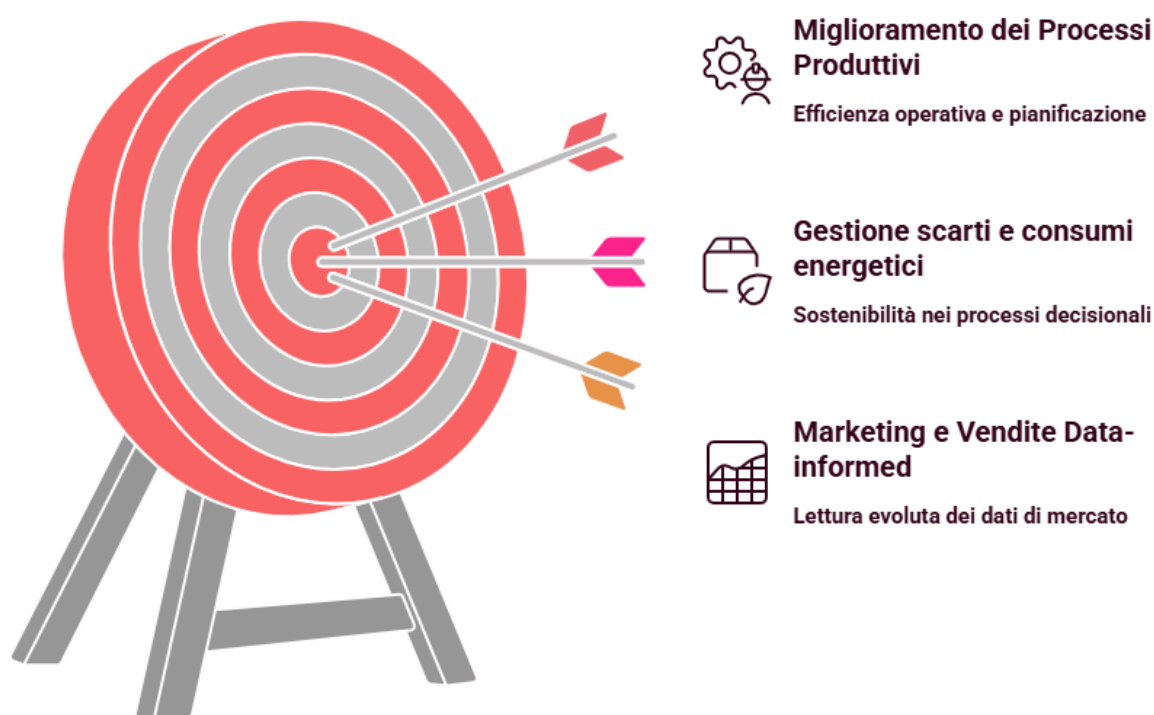 Miglioramento dei Processi
Produttivi
Efficienza operativa e pianificazione
Gestione scarti e consumi
energetici
Sostenibilità nei processi decisionali
Marketing e Vendite Data-
informed
Lettura evoluta dei dati di mercato